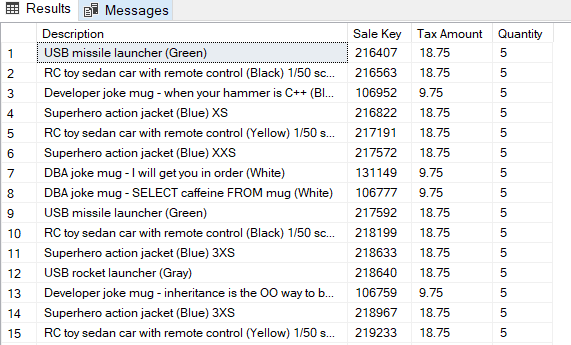 Results Messages
Description Sale Key Tax Amount Quantity
1 USB missile launcher (Green) 216407 18.75 5
2 RC toy sedan car with remote control (Black) 1/50 sc... 216563 18.75 5
3 Developer joke mug - when your hammer is C++ (Bl... 106952 9.75 5
4 Superhero action jacket (Blue) XS 216822 18.75 5
5 RC toy sedan car with remote control (Yellow) 1/50 s... 217191 18.75 5
6 Superhero action jacket (Blue) XXS 217572 18.75 5
7 DBA joke mug - I will get you in order (White) 131149 9.75 5
8 DBA joke mug - SELECT caffeine FROM mug (White) 106777 9.75 5
9 USB missile launcher (Green) 217592 18.75 5
10 RC toy sedan car with remote control (Black) 1/50 sc... 218199 18.75 5
11 Superhero action jacket (Blue) 3XS 218633 18.75 5
12 USB rocket launcher (Gray) 218640 18.75 5
13 Developer joke mug - inheritance is the OO way to b... 106759 9.75 5
14 Superhero action jacket (Blue) 3XS 218967 18.75 5
15 RC toy sedan car with remote control (Yellow) 1/50 s... 219233 18.75 5